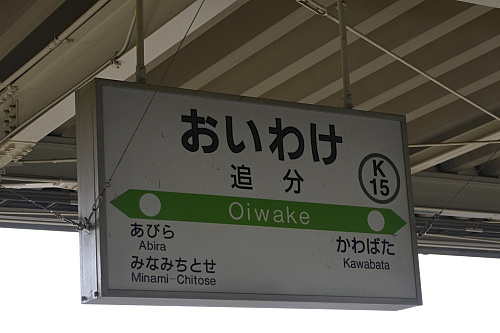 おいわけ
追分
K
15
Oiwake
あびら
Abira
みなみちとせ
Minami-Chitose
かわばた
Kawabata